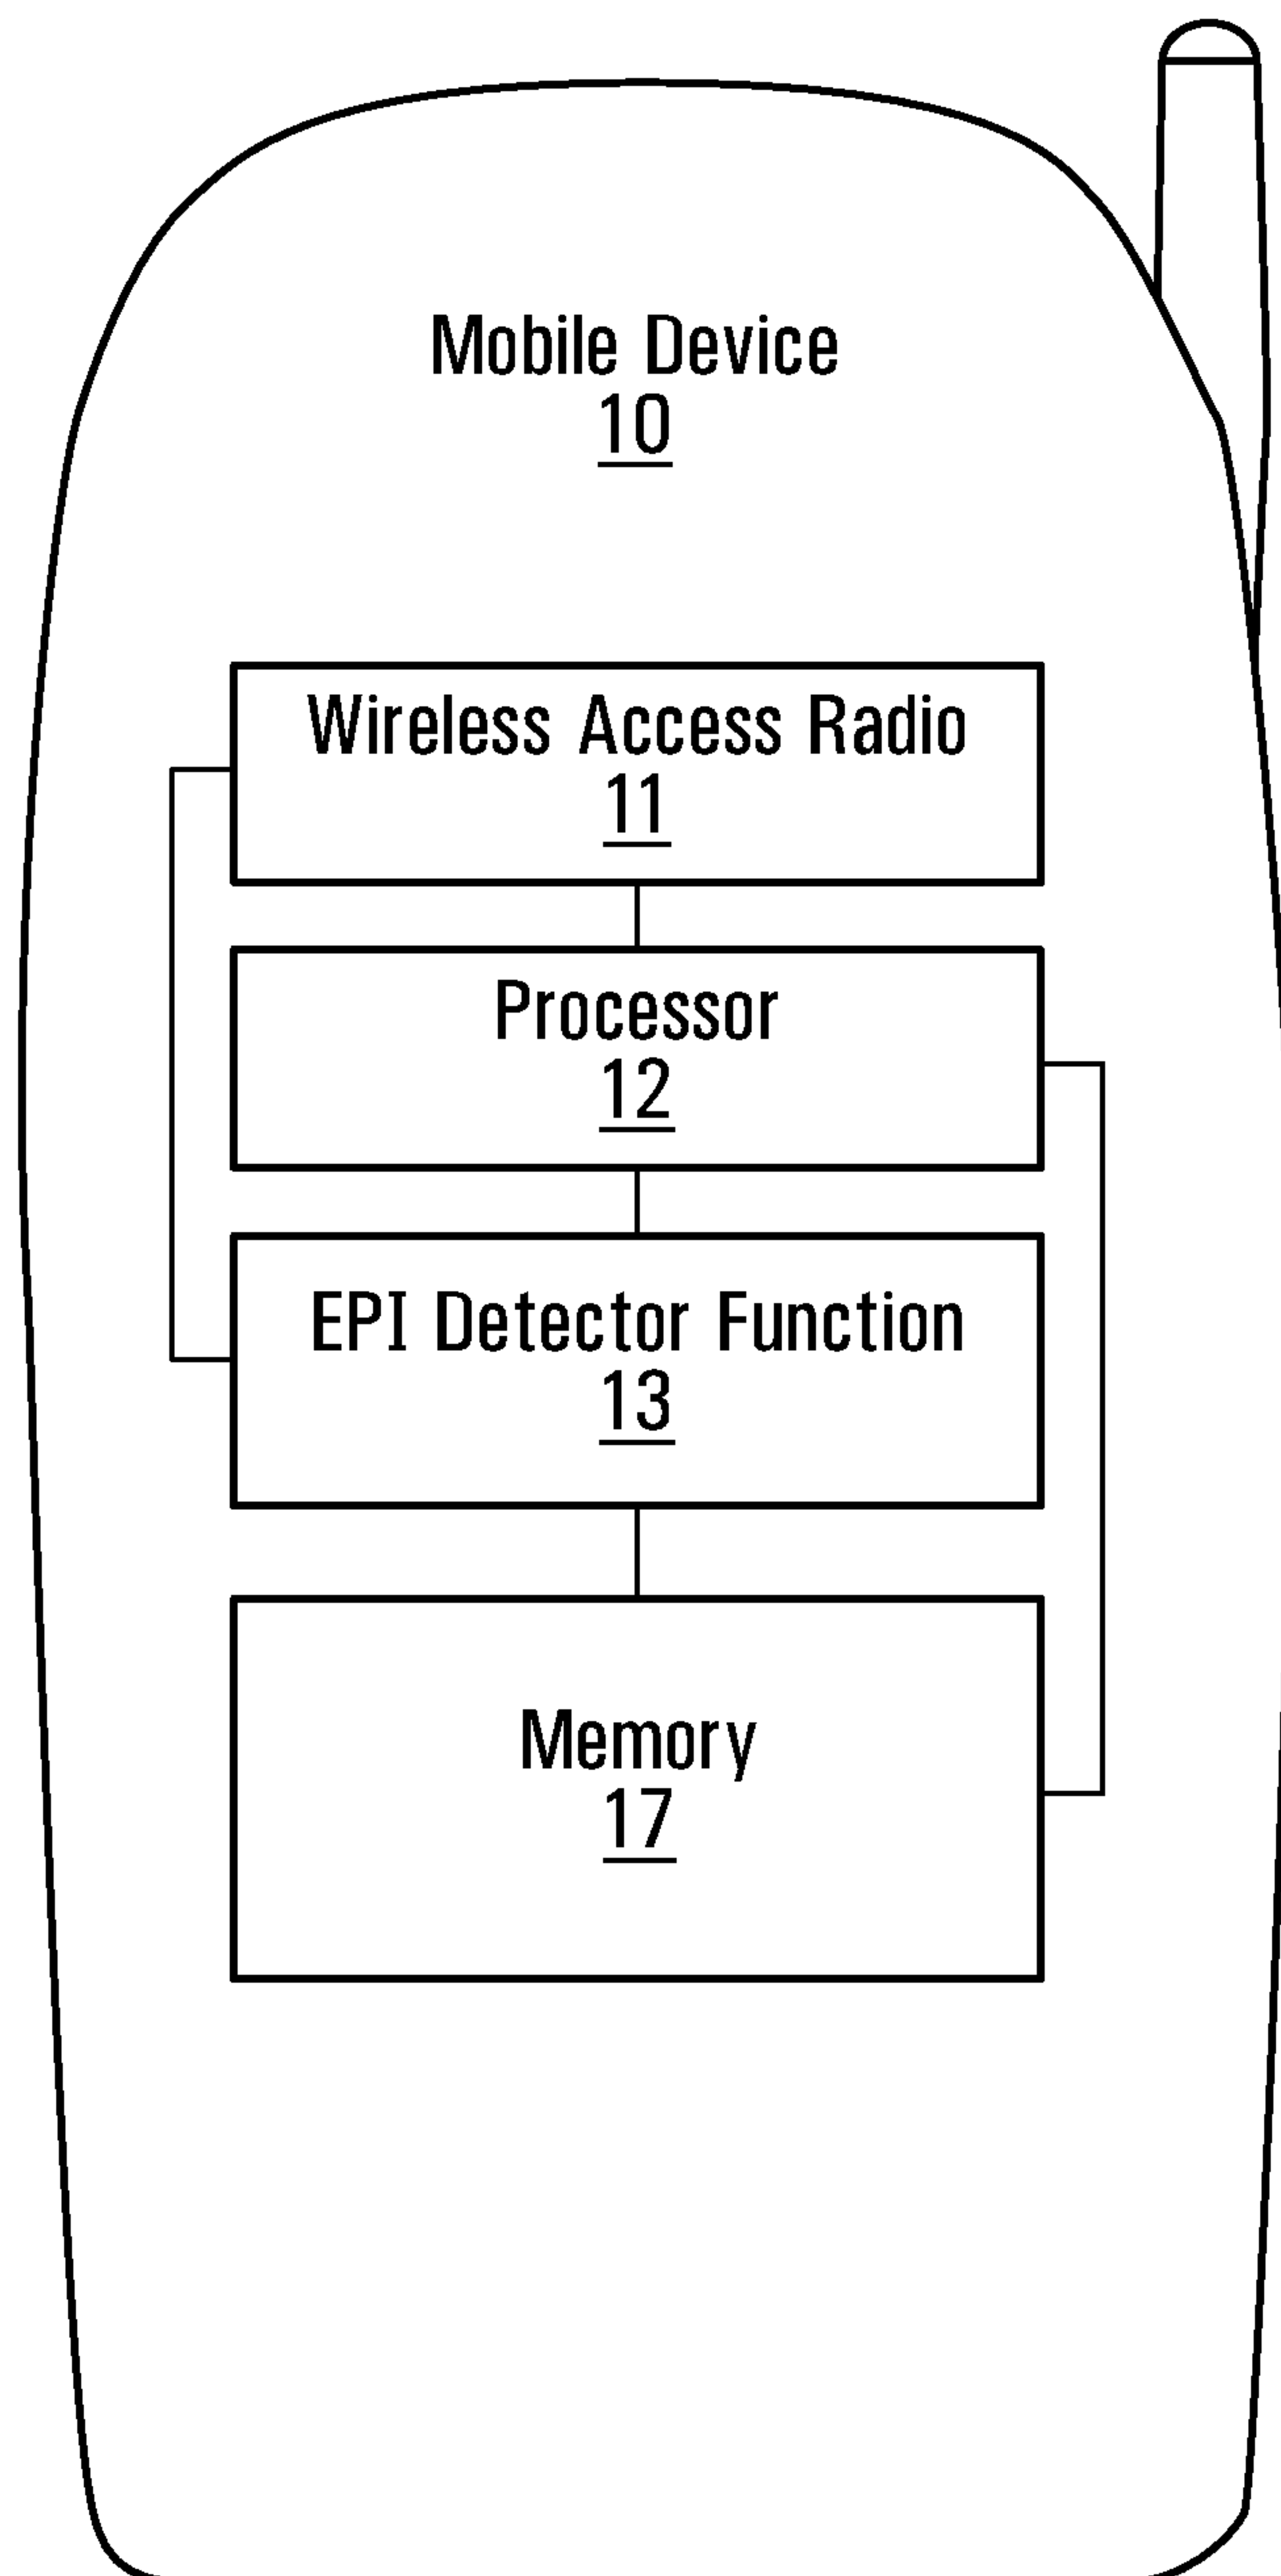 Mobile Device
10
Wireless Access Radio
11
Processor
12
EPI Detector Function
13
Memory
17